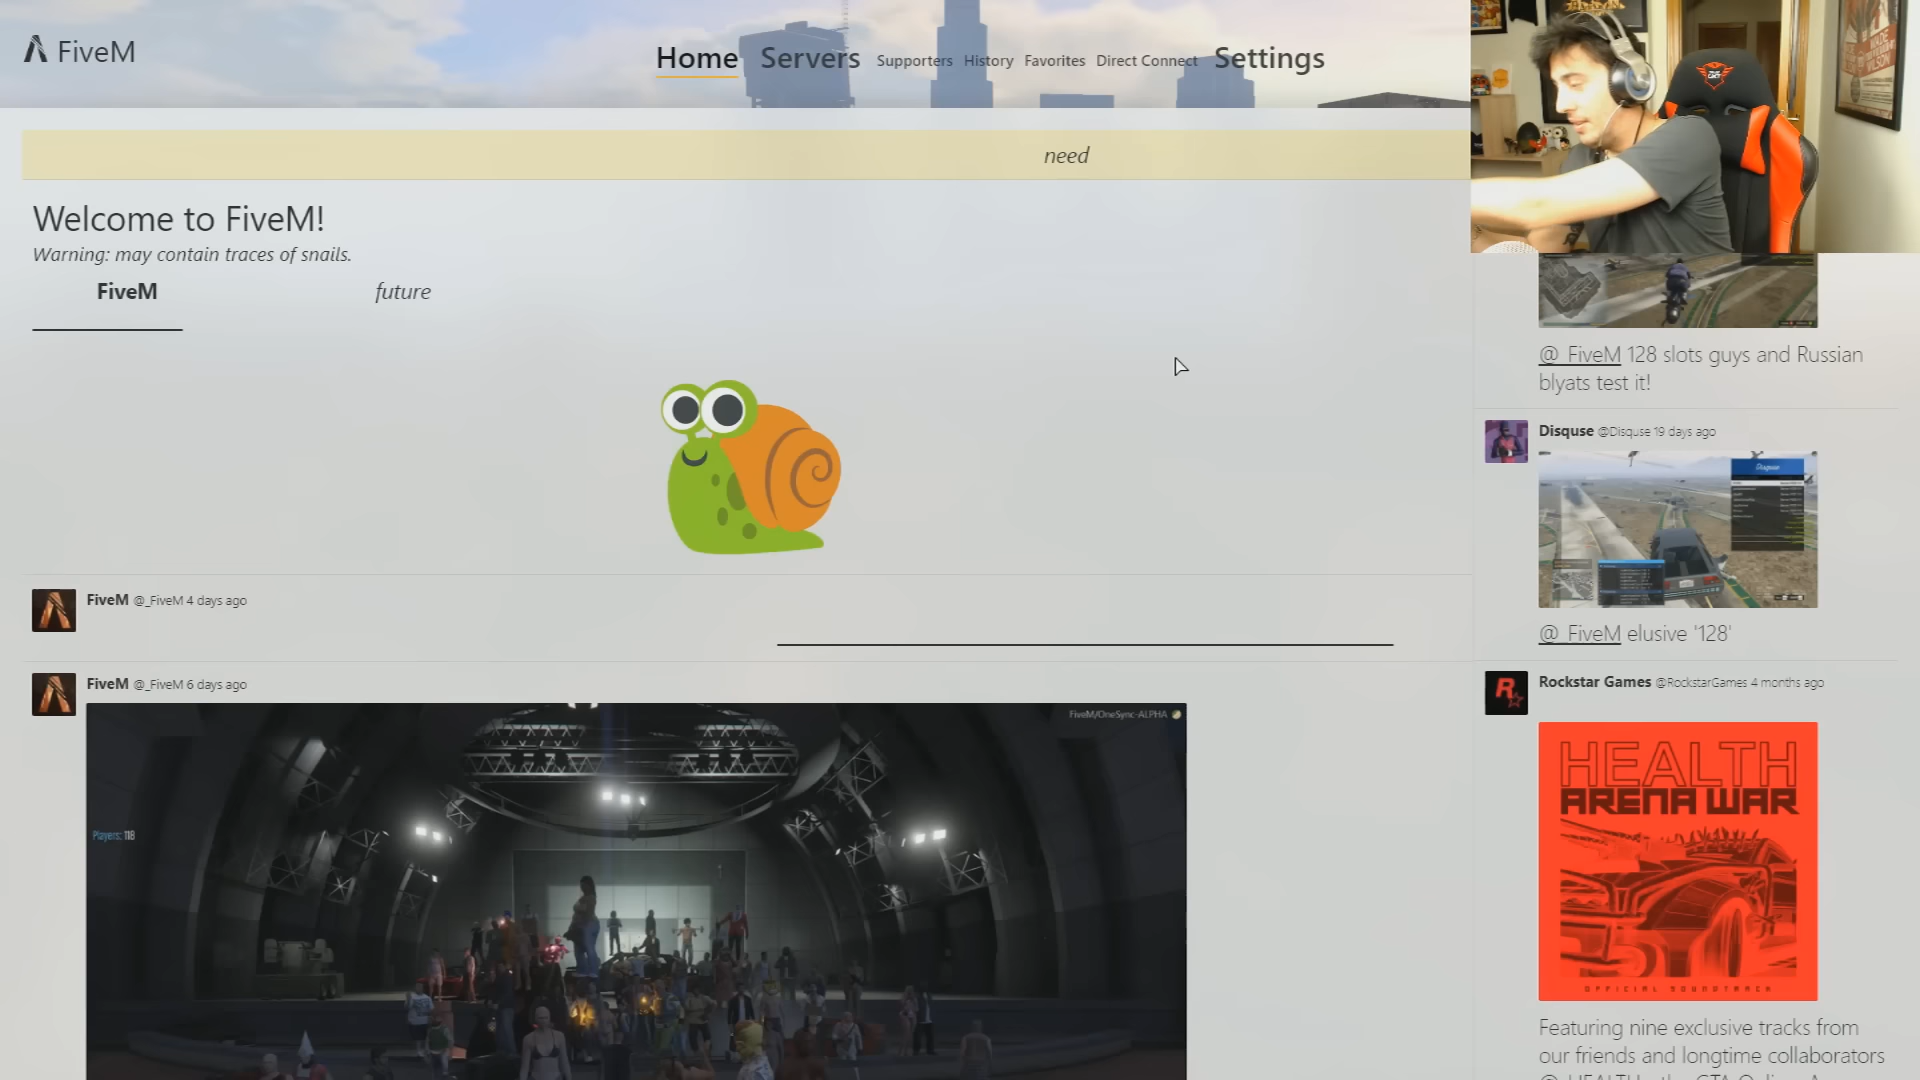 FiveM
Home Servers Supporters History Favorites Direct Connect Settings
need
Welcome to FiveM!
Warning: may contain traces of snails.
FiveM future
FiveM @_FiveM 4 days ago
FiveM @_FiveM 6 days ago
FiveM/OneSync-ALPHA
Players: 118
@_FiveM 128 slots guys and Russian
blyats test it!
Disquse @Disquse 19 days ago
Disquse
@_FiveM elusive '128'
Rockstar Games @RockstarGames 4 months ago
HEALTH
ARENA WAR
OFFICIAL SOUNDTRACK
Featuring nine exclusive tracks from
our friends and longtime collaborators